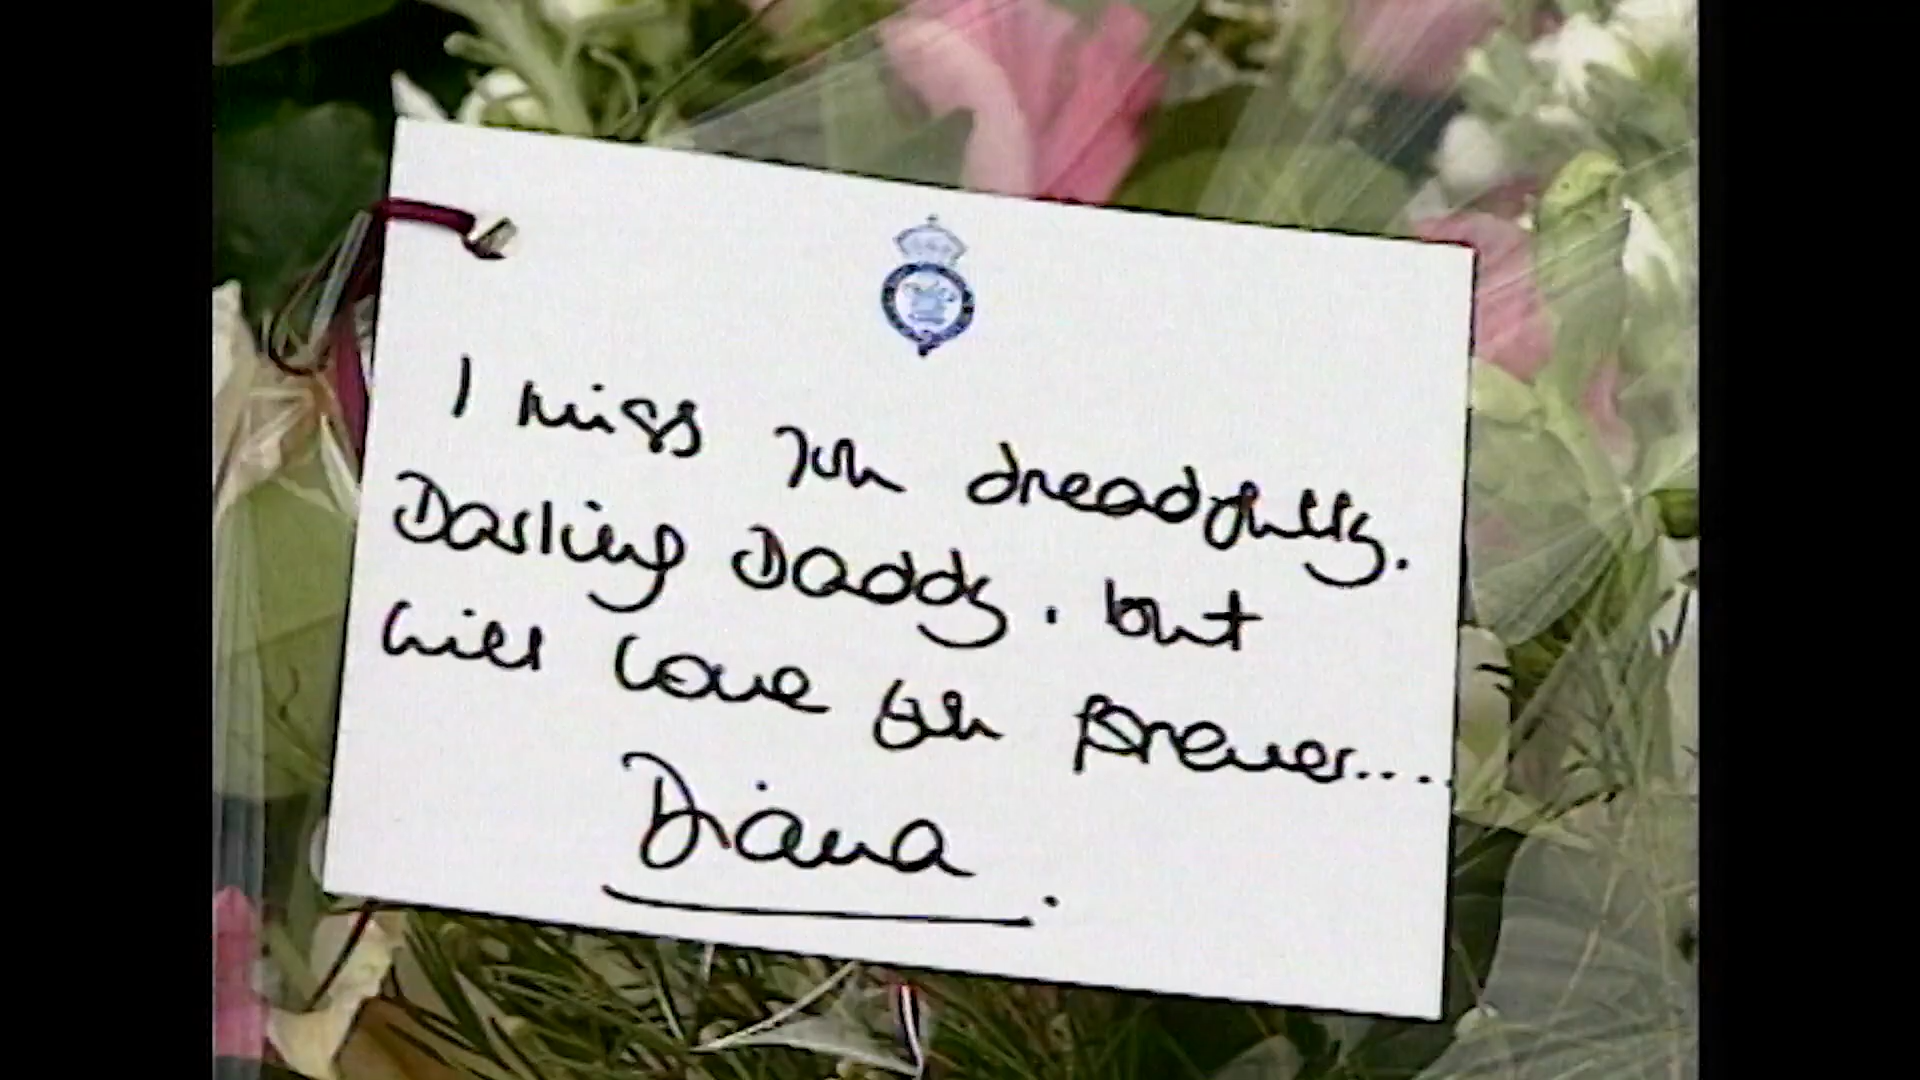 I miss you dreadfully.
Darling Daddy. but
will love you forever....
Diana.